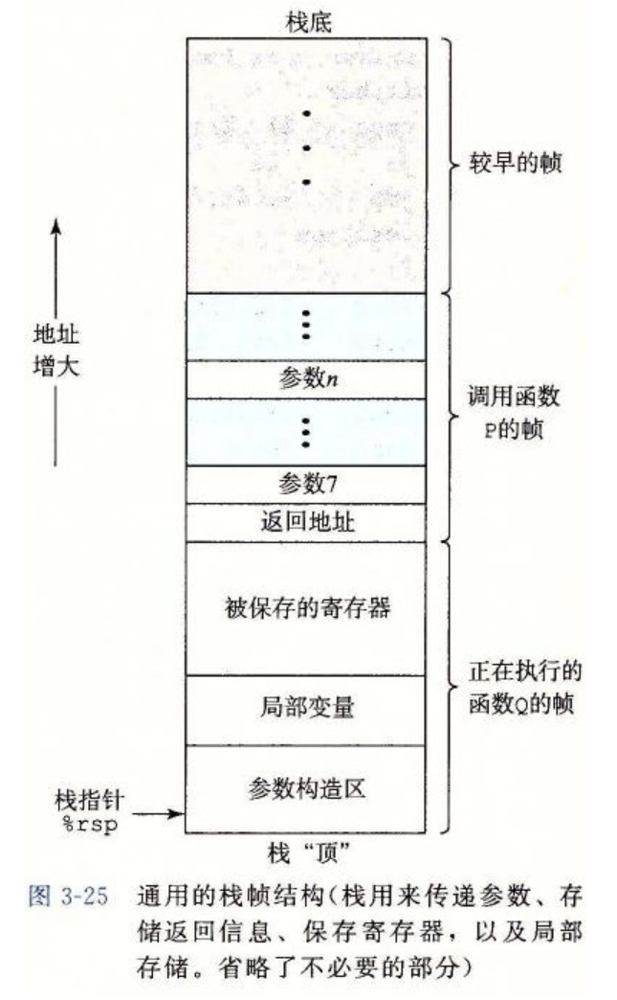 栈底
较早的帧
地址
增大
参数n
调用函数
P的帧
参数7
返回地址
被保存的寄存器
正在执行的
函数Q的帧
局部变量
参数构造区
栈指针
%rsp
栈“顶”
图 3-25 通用的栈帧结构(栈用来传递参数、存
储返回信息、保存寄存器，以及局部
存储。省略了不必要的部分)